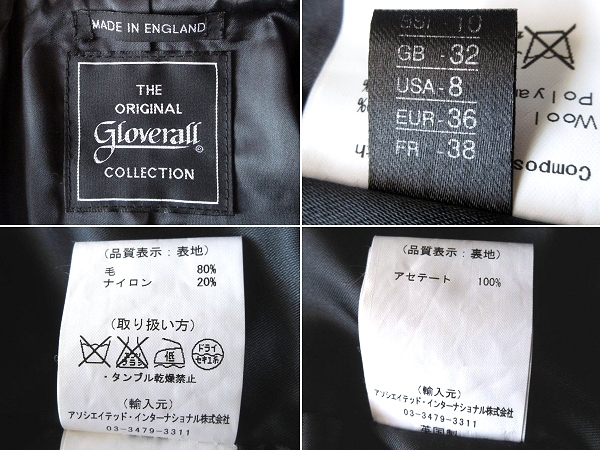 MADE IN ENGLAND
THE
ORIGINAL
Gloverall
COLLECTION
GB -32
USA-8
EUR-36
FR -38
%
%
Wool
Polyam
Compos
(品質表示:表地)
毛 80%
ナイロン 20%
(取り扱い方)
低
ドライ
セキユ系
・タンブル乾燥禁止
(輸入元)
アソシエイテッド・インターナショナル株式会社
03-3479-3311
(品質表示:裏地)
アセテート 100%
(輸入元)
アソシエイテッド・インターナショナル株式会社
03-3479-3311
英国製